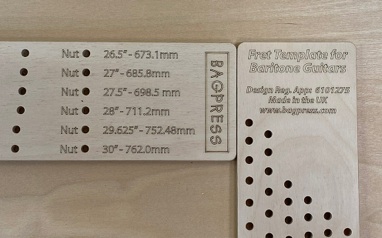 Nut 26.5" - 673.1mm
Nut 27" - 685.8mm
Nut 27.5" - 698.5 mm
Nut 28" - 711.2mm
Nut 29.625" - 752.48mm
Nut 30" - 762.0mm
BAGPRESS
Fret Template for
Baritone Guitars
Design Reg. App: 6101275
Made in the UK
www.bagpress.com